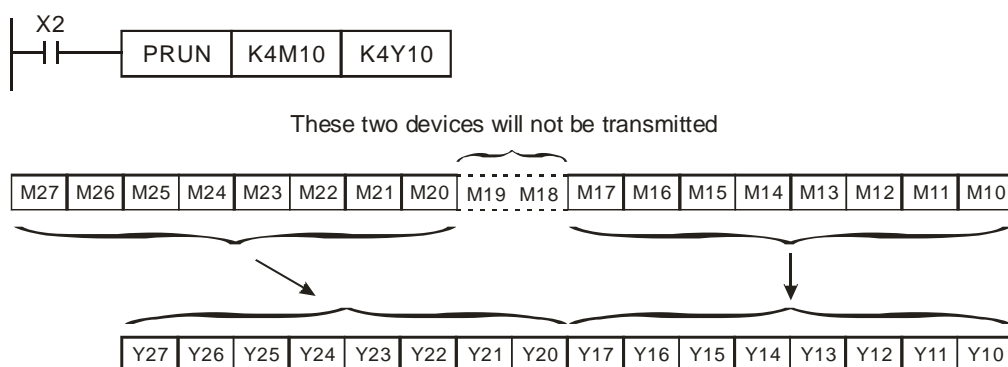 X2
PRUN K4M10 K4Y10
These two devices will not be transmitted
M27 M26 M25 M24 M23 M22 M21 M20 M19 M18 M17 M16 M15 M14 M13 M12 M11 M10
Y27 Y26 Y25 Y24 Y23 Y22 Y21 Y20 Y17 Y16 Y15 Y14 Y13 Y12 Y11 Y10